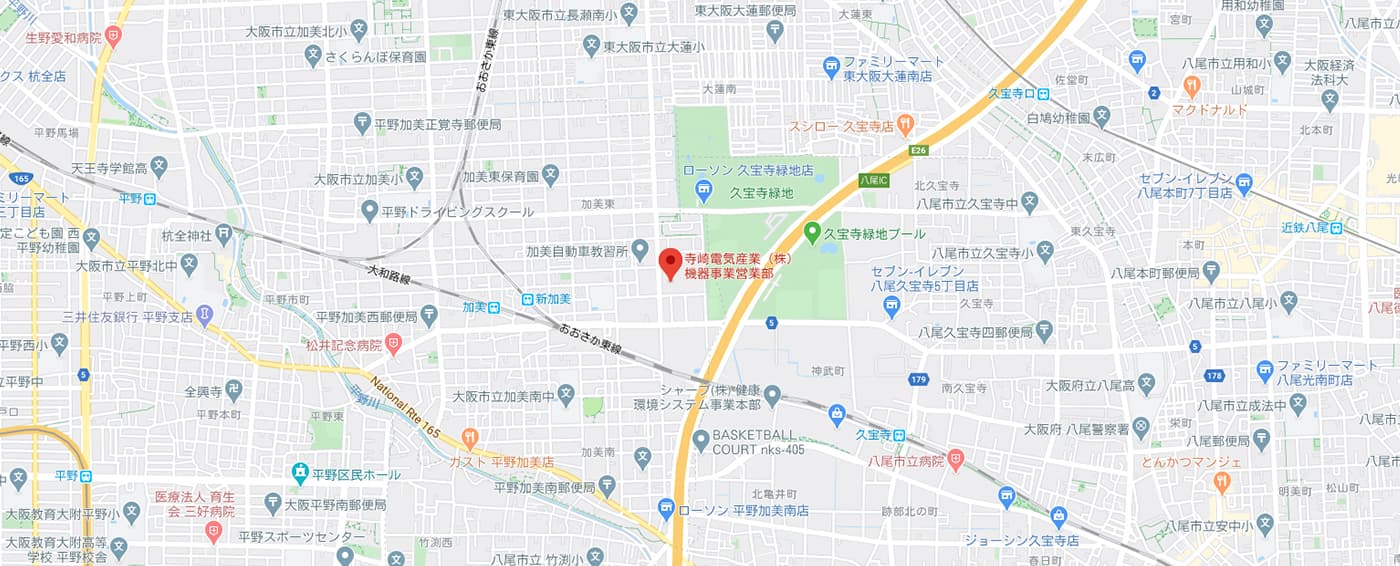 平野川
東大阪市立長瀬南小
東大阪大蓮郵便局
大蓮東
宮町
用和幼稚園
八尾市立
生野愛和病院
大阪市立加美北小
さくらんぼ保育園
おおさか東線
東大阪市立大蓮小
ファミリーマート
東大阪大蓮南店
佐堂町
八尾市立用和小
大阪経済
法科大
山城町
クス 杭全店
大蓮南
久宝寺口
2
マクドナルド
平野馬場
平野加美正覚寺郵便局
スシロー 久宝寺店
白鳩幼稚園
北本町
E26
末広町
天王寺学館高
165
大阪市立加美小
加美東保育園
ローソン 久宝寺緑地店
久宝寺緑地
八尾IC
北久宝寺
セブン-イレブン
八尾本町7丁目店
ミリーマート
三丁目店
平野
平野ドライビングスクール
加美東
八尾市立久宝寺中
東久宝寺
近鉄八尾
定こども園 西
平野幼稚園
杭全神社
加美自動車教習所
寺崎電気産業（株）
機器事業営業部
久宝寺緑地プール
八尾市立久宝寺小
本町
大阪市立平野北中
大和路線
セブン-イレブン
八尾久宝寺5丁目店
八尾本町郵便局
平野上町
平野市町
加美
新加美
久宝寺
八尾市立八尾小
三井住友銀行 平野支店
平野加美西郵便局
おおさか東線
5
八尾久宝寺四郵便局
平野西小
松井記念病院
5
神武町
179
南久宝寺
178
ファミリーマート
八尾光南町店
立平野中
5
全興寺
平野本町
National Rte 165
平野川
平野東
大阪市立加美南中
シャープ(株) 健康
環境システム事業本部
大阪府立八尾高
栄町
八尾市立成法中
戸口
加美南
BASKETBALL
COURT nks-405
久宝寺
大阪府 八尾警察署
八尾郵便局
平野
平野区民ホール
ガスト 平野加美店
八尾市立病院
とんかつマンジェ
医療法人 育生
会 三好病院
大阪平野南郵便局
平野加美南郵便局
北亀井町
明美町
松山町
大阪教育大附平野小
ローソン 平野加美南店
跡部北の町
八尾市立安中小
大阪教育大附高等
学校 平野校舎
平野スポーツセンター
竹渕西
八尾市立 竹渕小
ジョーシン久宝寺店
春日町